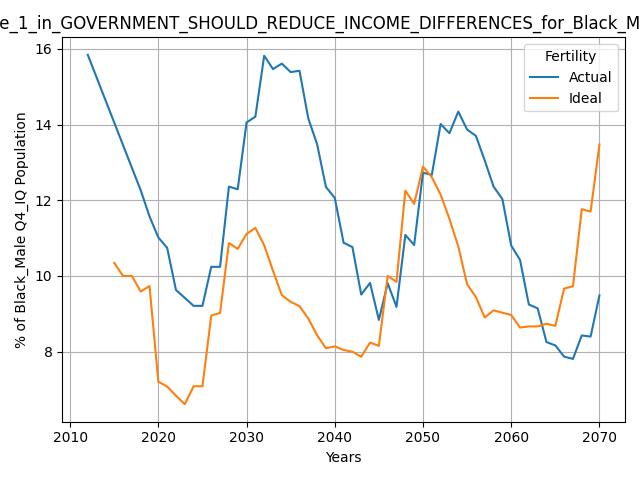 e_1_in_GOVERNMENT_SHOULD_REDUCE_INCOME_DIFFERENCES_for_Black_M
16
14
12
10
8
% of Black_Male Q4_IQ Population
Fertility
Actual
Ideal
2010 2020 2030 2040 2050 2060 2070
Years